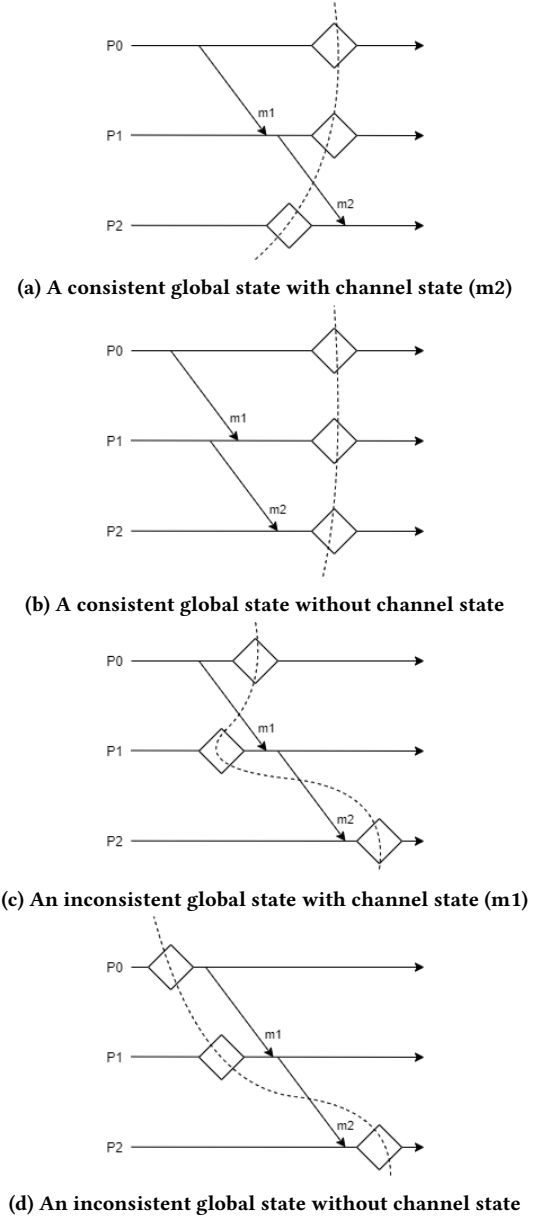 P0
m1
P1
m2
P2
(a) A consistent global state with channel state (m2)
P0
m1
P1
m2
P2
(b) A consistent global state without channel state
P0
m1
P1
m2
P2
(c) An inconsistent global state with channel state (m1)
P0
m1
P1
m2
P2
(d) An inconsistent global state without channel state